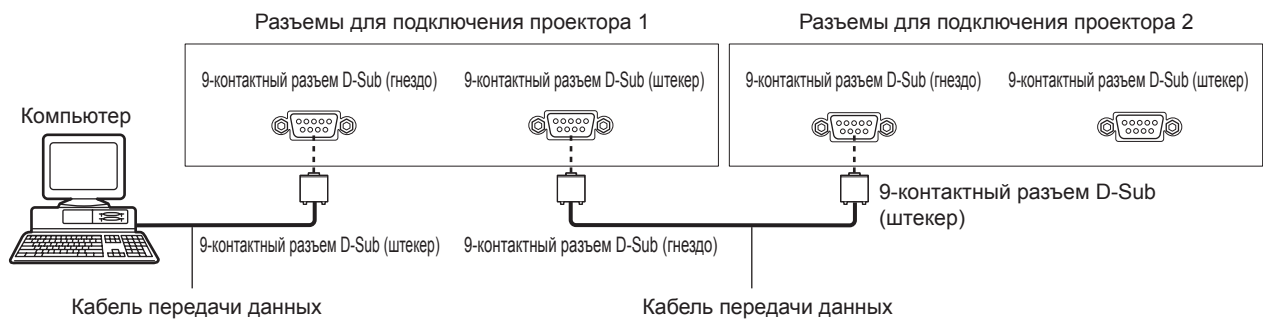 Разъемы для подключения проектора 1
Разъемы для подключения проектора 2
9-контактный разъем D-Sub (гнездо)
9-контактный разъем D-Sub (штекер)
9-контактный разъем D-Sub (гнездо)
9-контактный разъем D-Sub (штекер)
Компьютер
9-контактный разъем D-Sub
(штекер)
9-контактный разъем D-Sub (штекер)
9-контактный разъем D-Sub (гнездо)
Кабель передачи данных
Кабель передачи данных